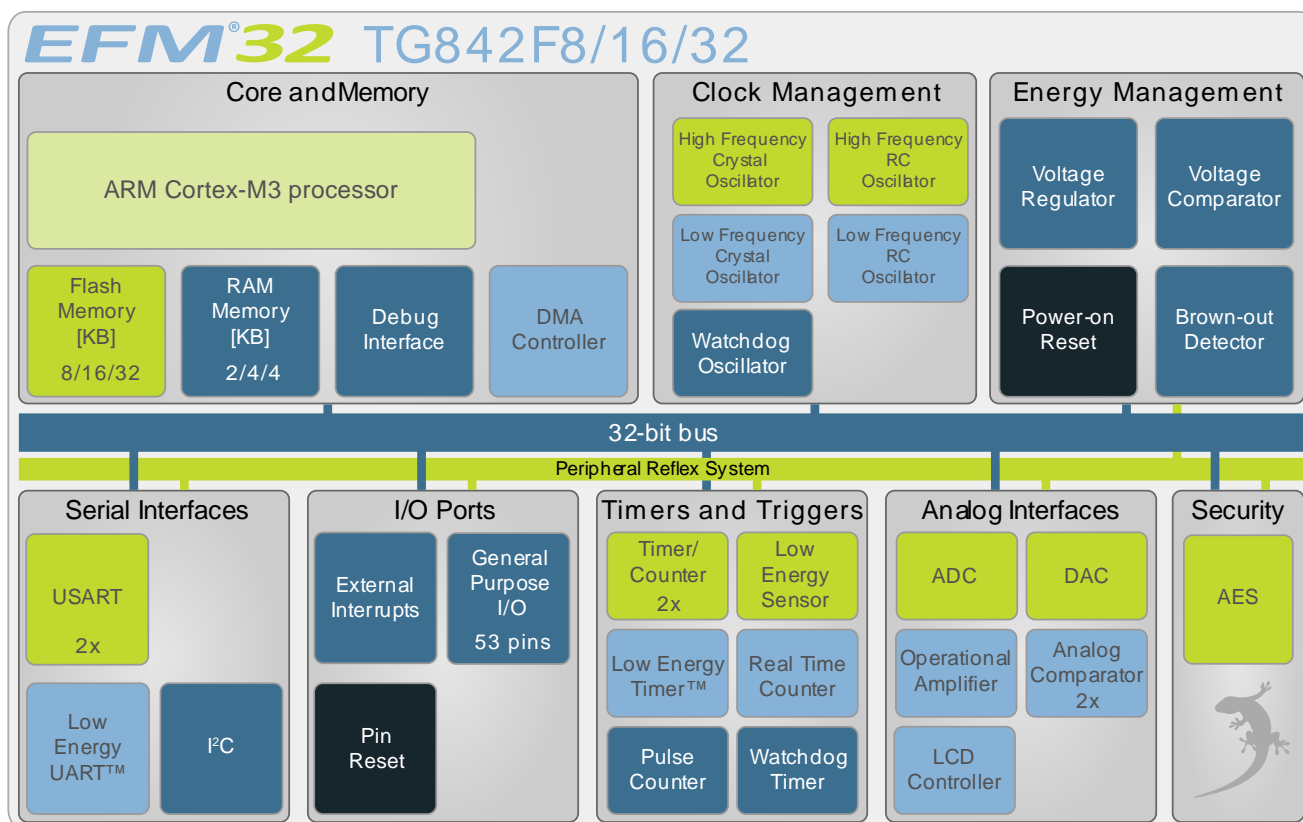 EFM®32 TG842F8/16/32
Core and Memory
ARM Cortex-M3 processor
Flash
Memory
[KB]
8/16/32
RAM
Memory
[KB]
2/4/4
Debug
Interface
DMA
Controller
Clock Management
High Frequency
Crystal
Oscillator
High Frequency
RC
Oscillator
Low Frequency
Crystal
Oscillator
Low Frequency
RC
Oscillator
Watchdog
Oscillator
Energy Management
Voltage
Regulator
Voltage
Comparator
Power-on
Reset
Brown-out
Detector
32-bit bus
Peripheral Reflex System
Serial Interfaces
USART
2x
Low
Energy
UART™
I²C
I/O Ports
External
Interrupts
General
Purpose
I/O
53 pins
Pin
Reset
Timers and Triggers
Timer/
Counter
2x
Low
Energy
Sensor
Low Energy
Timer™
Real Time
Counter
Pulse
Counter
Watchdog
Timer
Analog Interfaces
ADC
DAC
Operational
Amplifier
Analog
Comparator
2x
LCD
Controller
Security
AES